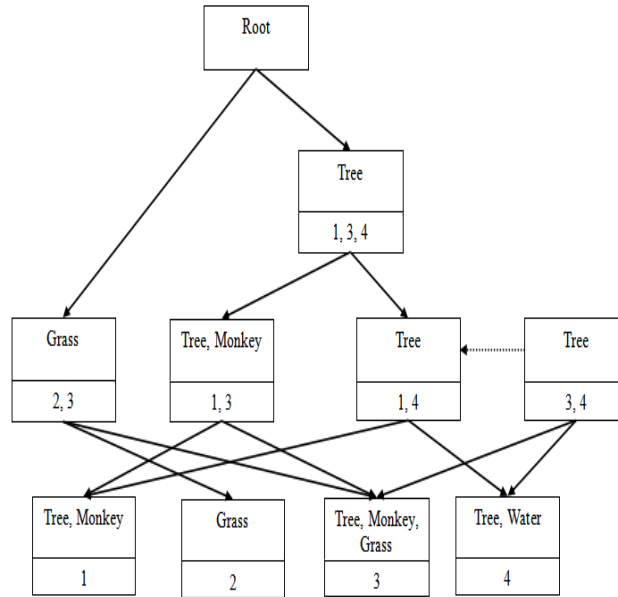 Root
Tree
1, 3, 4
Grass
2, 3
Tree, Monkey
1, 3
Tree
1, 4
Tree
3, 4
Tree, Monkey
1
Grass
2
Tree, Monkey,
Grass
3
Tree, Water
4